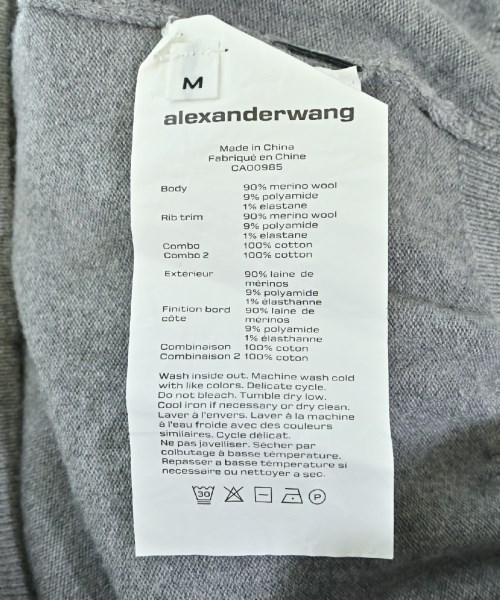 M
alexanderwang
Made in China
Fabriqué en Chine
CA00985
Body 90% merino wool
9% polyamide
1% elastane
Rib trim 90% merino wool
9% polyamide
1% elastane
Combo 100% cotton
Combo 2 100% cotton
Extérieur 90% laine de
mérinos
9% polyamide
1% élasthanne
Finition bord 90% laine de
côte mérinos
9% polyamide
1% élasthanne
Combinaison 100% coton
Combinaison 2 100% coton
Wash inside out. Machine wash cold
with like colors. Delicate cycle.
Do not bleach. Tumble dry low.
Cool iron if necessary or dry clean.
Laver à l'envers. Laver à la machine
à l'eau froide avec des couleurs
similaires. Cycle délicat.
Ne pas javelliser. Sécher par
culbutage à basse température.
Repasser a basse température si
necessaire ou nettoyer a sec.
30 P